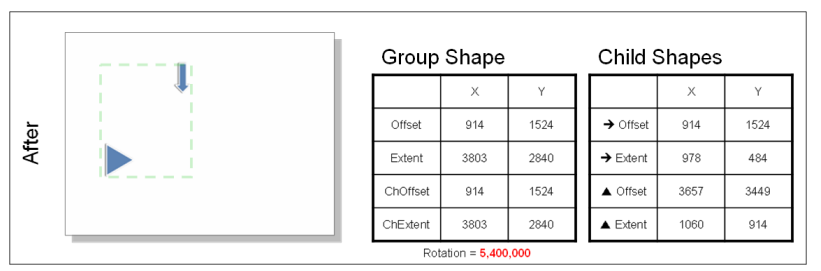 After
Group Shape
X Y
Offset 914 1524
Extent 3803 2840
ChOffset 914 1524
ChExtent 3803 2840
Rotation = 5,400,000
Child Shapes
X Y
➔ Offset 914 1524
➔ Extent 978 484
▲ Offset 3657 3449
▲ Extent 1060 914